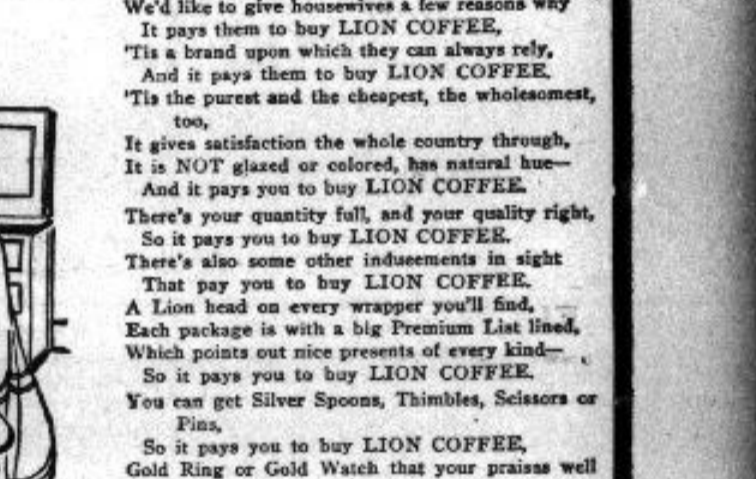 We'd like to give housewives a few reasons why
It pays them to buy LION COFFEE,
'Tis a brand upon which they can always rely,
And it pays them to buy LION COFFEE.
'Tis the purest and the cheapest, the wholesomest,
too,
It gives satisfaction the whole country through,
It is NOT glazed or colored, has natural hue—
And it pays you to buy LION COFFEE.
There's your quantity full, and your quality right,
So it pays you to buy LION COFFEE.
There's also some other inducements in sight
That pay you to buy LION COFFEE.
A Lion head on every wrapper you'll find,
Each package is with a big Premium List lined,
Which points out nice presents of every kind—
So it pays you to buy LION COFFEE.
You can get Silver Spoons, Thimbles, Scissors or
Pins,
So it pays you to buy LION COFFEE,
Gold Ring or Gold Watch that your praises well